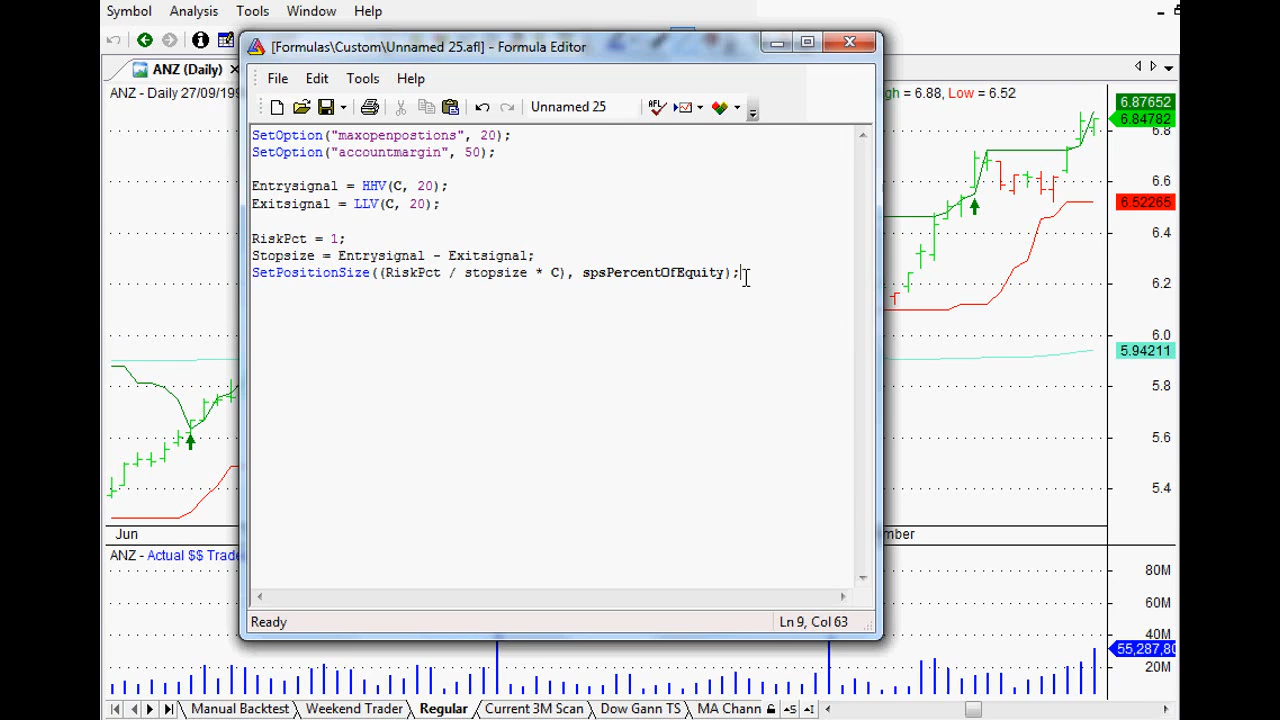 Symbol Analysis Tools Window Help
ANZ (Daily)
[Formulas\Custom\Unnamed 25.afl] - Formula Editor
File Edit Tools Help
Unnamed 25
ANZ - Daily 27/09/199
gh = 6.88, Low = 6.52
SetOption("maxopenpostions", 20);
SetOption("accountmargin", 50);
Entrysignal = HHV(C, 20);
Exitsignal = LLV(C, 20);
RiskPct = 1;
Stopsize = Entrysignal - Exitsignal;
SetPositionSize((RiskPct / stopsize * C), spsPercentOfEquity);
6.87652
6.84782
6.8
6.6
6.52265
6.4
6.2
6.0
5.94211
5.8
5.6
5.4
Jun
mber
ANZ - Actual $$ Trade
80M
60M
40M
55,287,80
20M
Ready
Ln 9, Col 63
Manual Backtest Weekend Trader Regular Current 3M Scan Dow Gann TS MA Chann